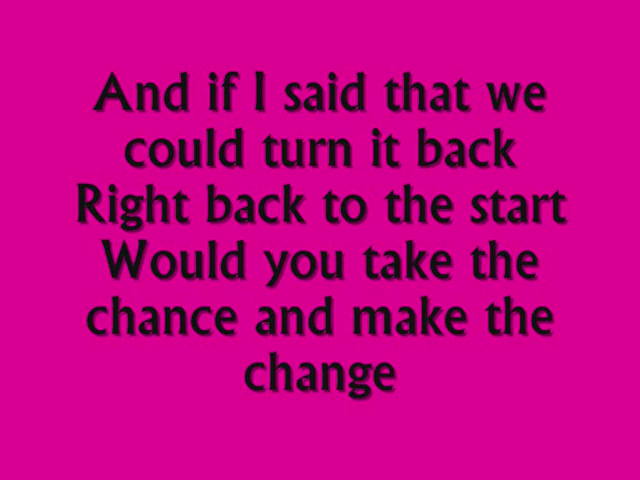 And if I said that we
could turn it back
Right back to the start
Would you take the
chance and make the
change